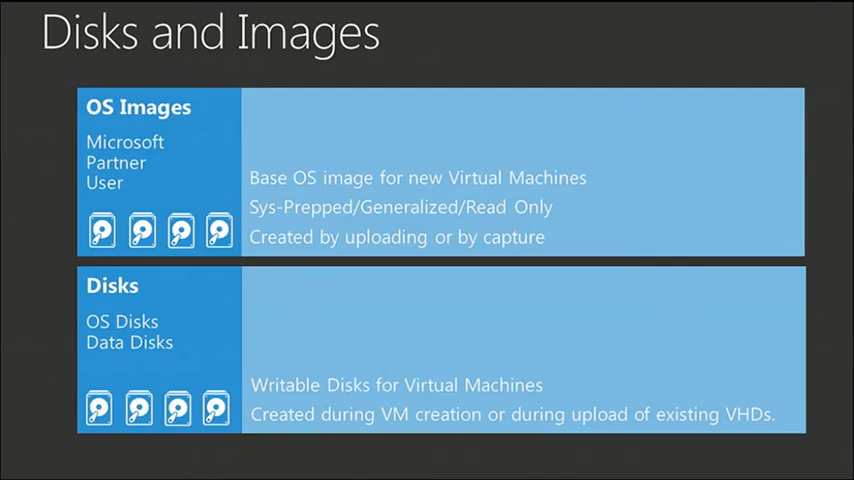 Disks and Images
OS Images
Microsoft
Partner
User
Base OS image for new Virtual Machines
Sys-Prepped/Generalized/Read Only
Created by uploading or by capture
Disks
OS Disks
Data Disks
Writable Disks for Virtual Machines
Created during VM creation or during upload of existing VHDs.